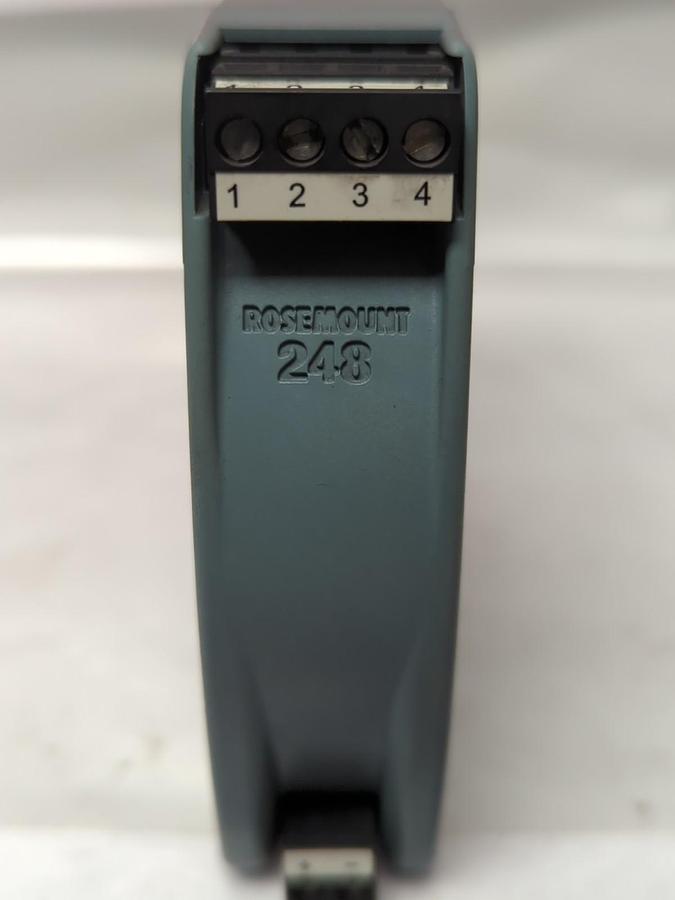 1 2 3 4
ROSEMOUNT
248
+ -